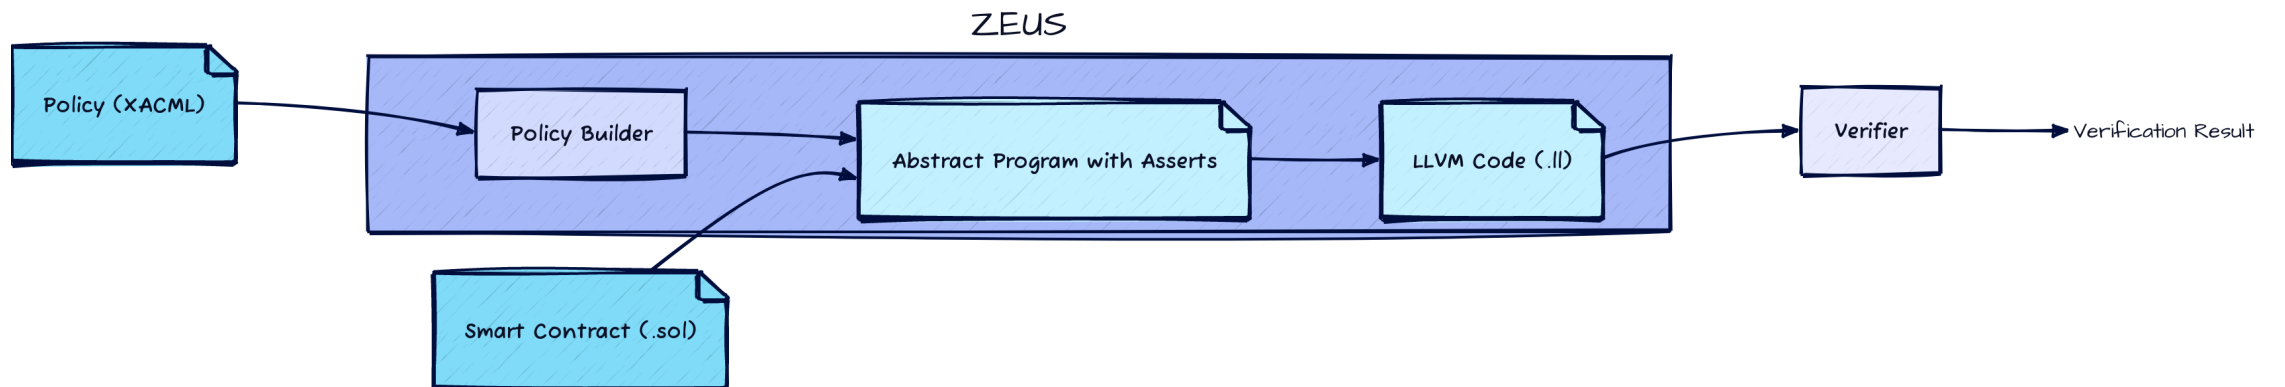 ZEUS
Policy (XACML)
Policy Builder
Abstract Program with Asserts
LLVM Code (.ll)
Verifier
Verification Result
Smart Contract (.sol)